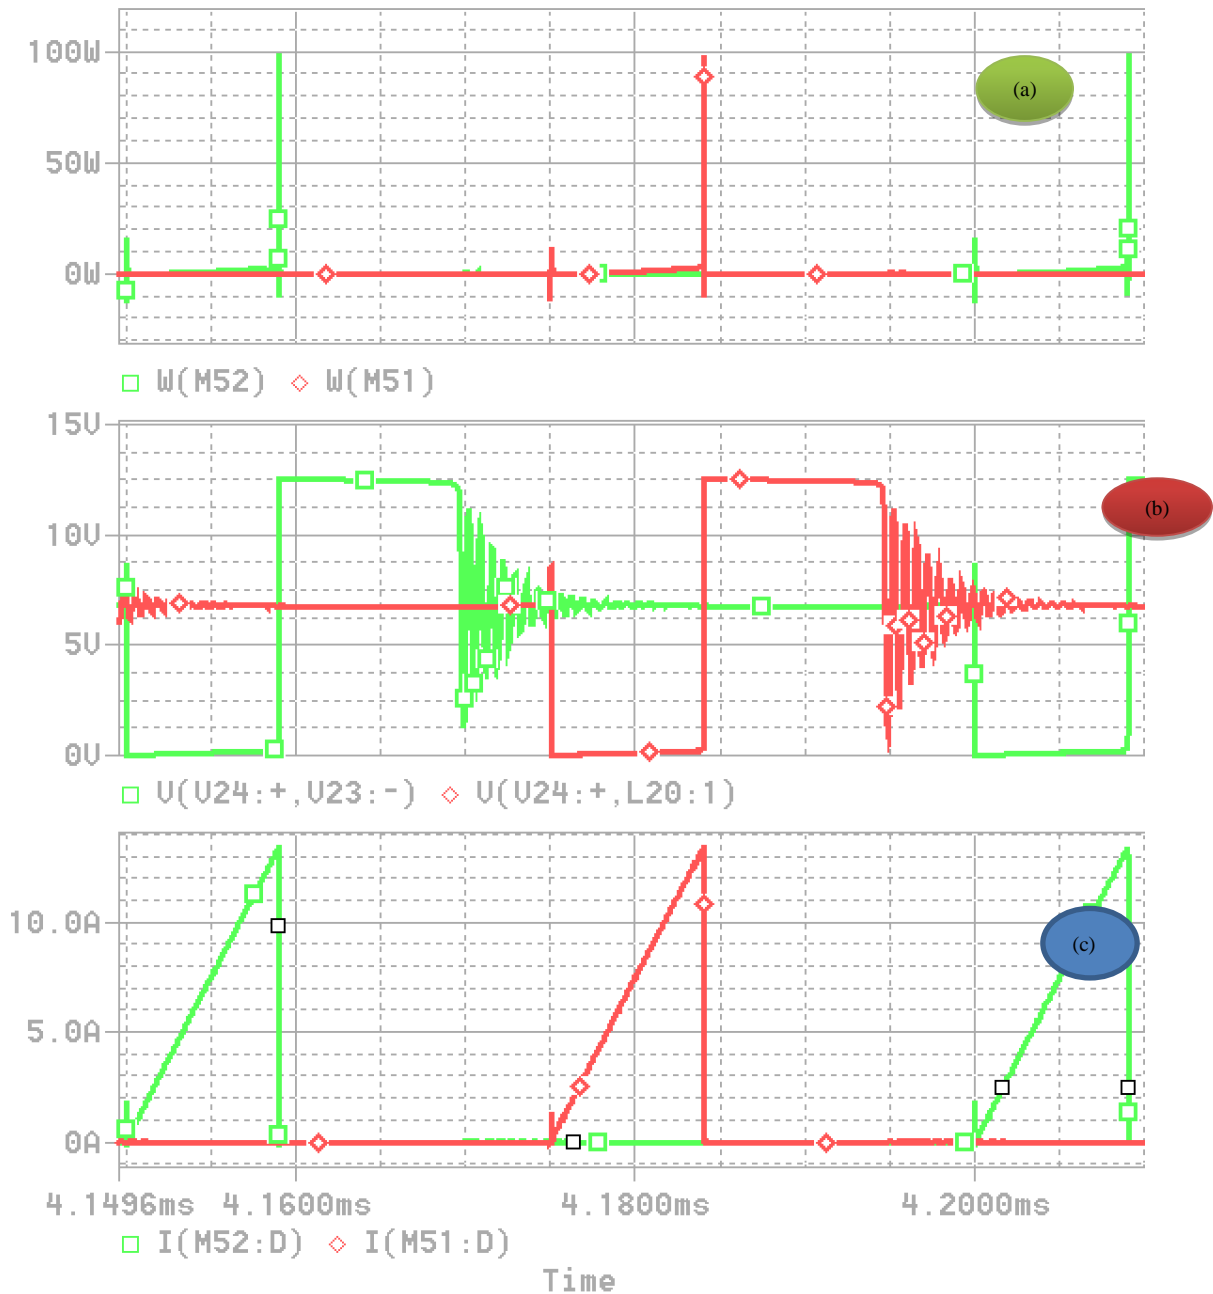 100W
(a)
50W
0W
W(M52) W(M51)
15V
(b)
10V
5V
0V
V(V24:+,V23:-) V(V24:+,L20:1)
10.0A
(c)
5.0A
0A
4.1496ms 4.1600ms 4.1800ms 4.2000ms
I(M52:D) I(M51:D)
Time